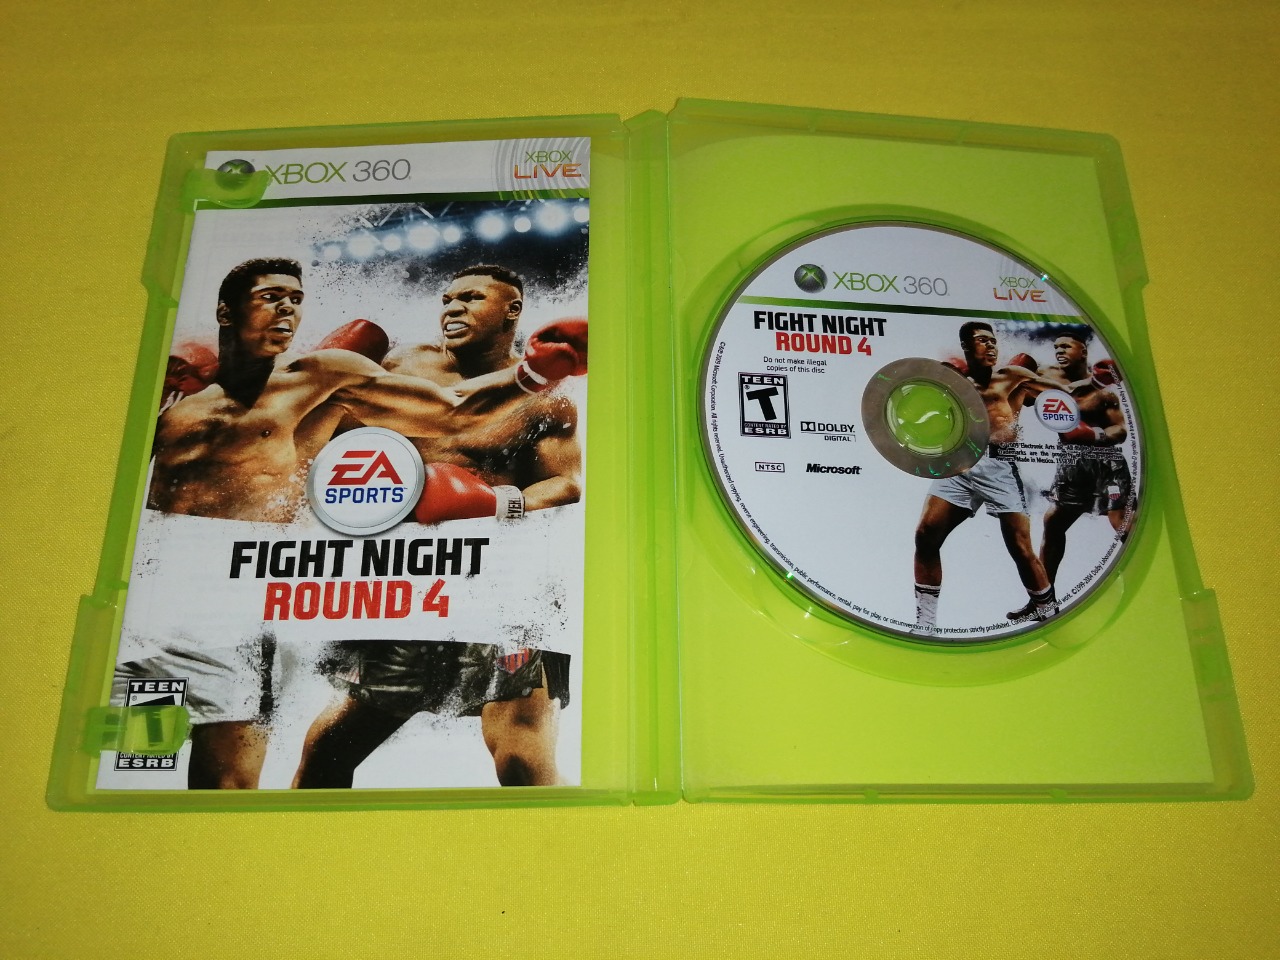 XBOX 360
XBOX
LIVE
EA
SPORTS
FIGHT NIGHT
ROUND 4
TEEN
CONTENT RATED BY
ESRB
XBOX 360
XBOX
LIVE
FIGHT NIGHT
ROUND 4
Do not make illegal
copies of this disc.
TEEN
T
CONTENT RATED BY
ESRB
DOLBY
DIGITAL
NTSC
Microsoft
EA
SPORTS